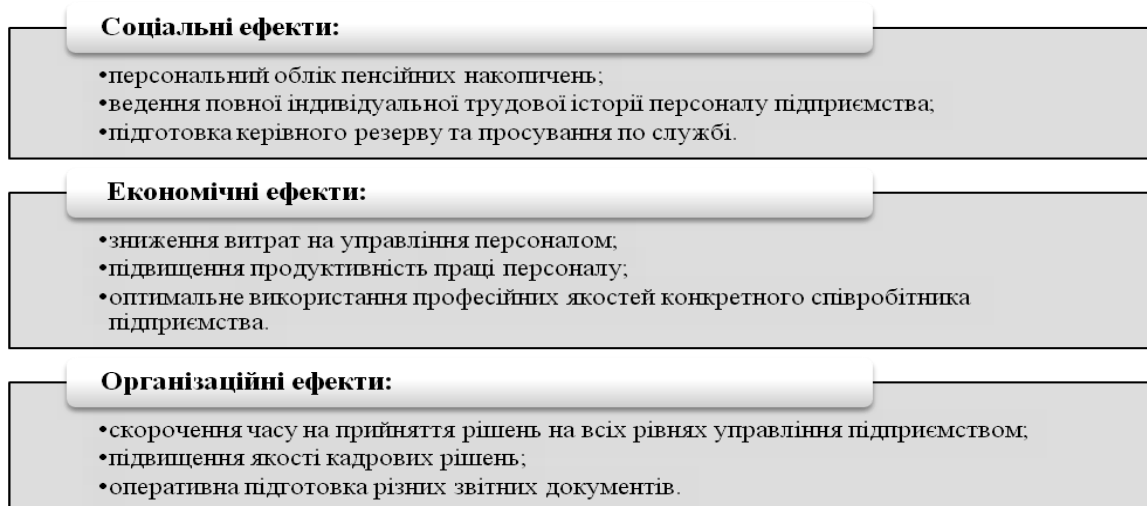 Соціальні ефекти:
•персональний облік пенсійних накопичень;
•ведення повної індивідуальної трудової історії персоналу підприємства;
•підготовка керівного резерву та просування по службі.
Економічні ефекти:
•зниження витрат на управління персоналом;
•підвищення продуктивність праці персоналу;
•оптимальне використання професійних якостей конкретного співробітника
підприємства.
Організаційні ефекти:
•скорочення часу на прийняття рішень на всіх рівнях управління підприємством;
•підвищення якості кадрових рішень;
•оперативна підготовка різних звітних документів.